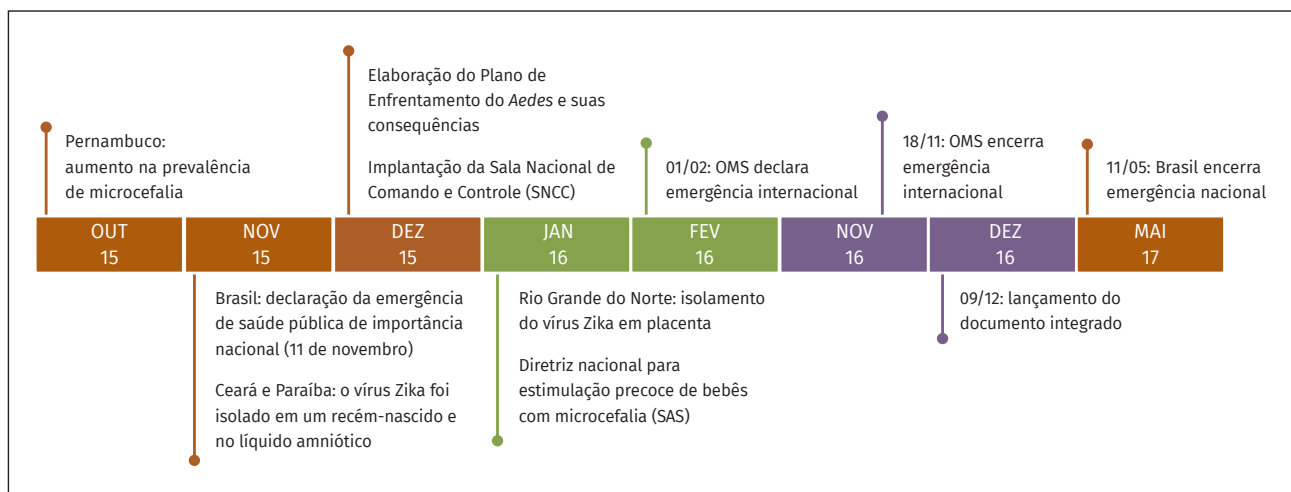 Pernambuco:
aumento na prevalência
de microcefalia
Elaboração do Plano de
Enfrentamento do Aedes e suas
consequências
Implantação da Sala Nacional de
Comando e Controle (SNCC)
01/02: OMS declara
emergência internacional
18/11: OMS encerra
emergência
internacional
11/05: Brasil encerra
emergência nacional
OUT
15
NOV
15
DEZ
15
JAN
16
FEV
16
NOV
16
DEZ
16
MAI
17
Brasil: declaração da emergência
de saúde pública de importância
nacional (11 de novembro)
Ceará e Paraíba: o vírus Zika foi
isolado em um recém-nascido e
no líquido amniótico
Rio Grande do Norte: isolamento
do vírus Zika em placenta
Diretriz nacional para
estimulação precoce de bebês
com microcefalia (SAS)
09/12: lançamento do
documento integrado